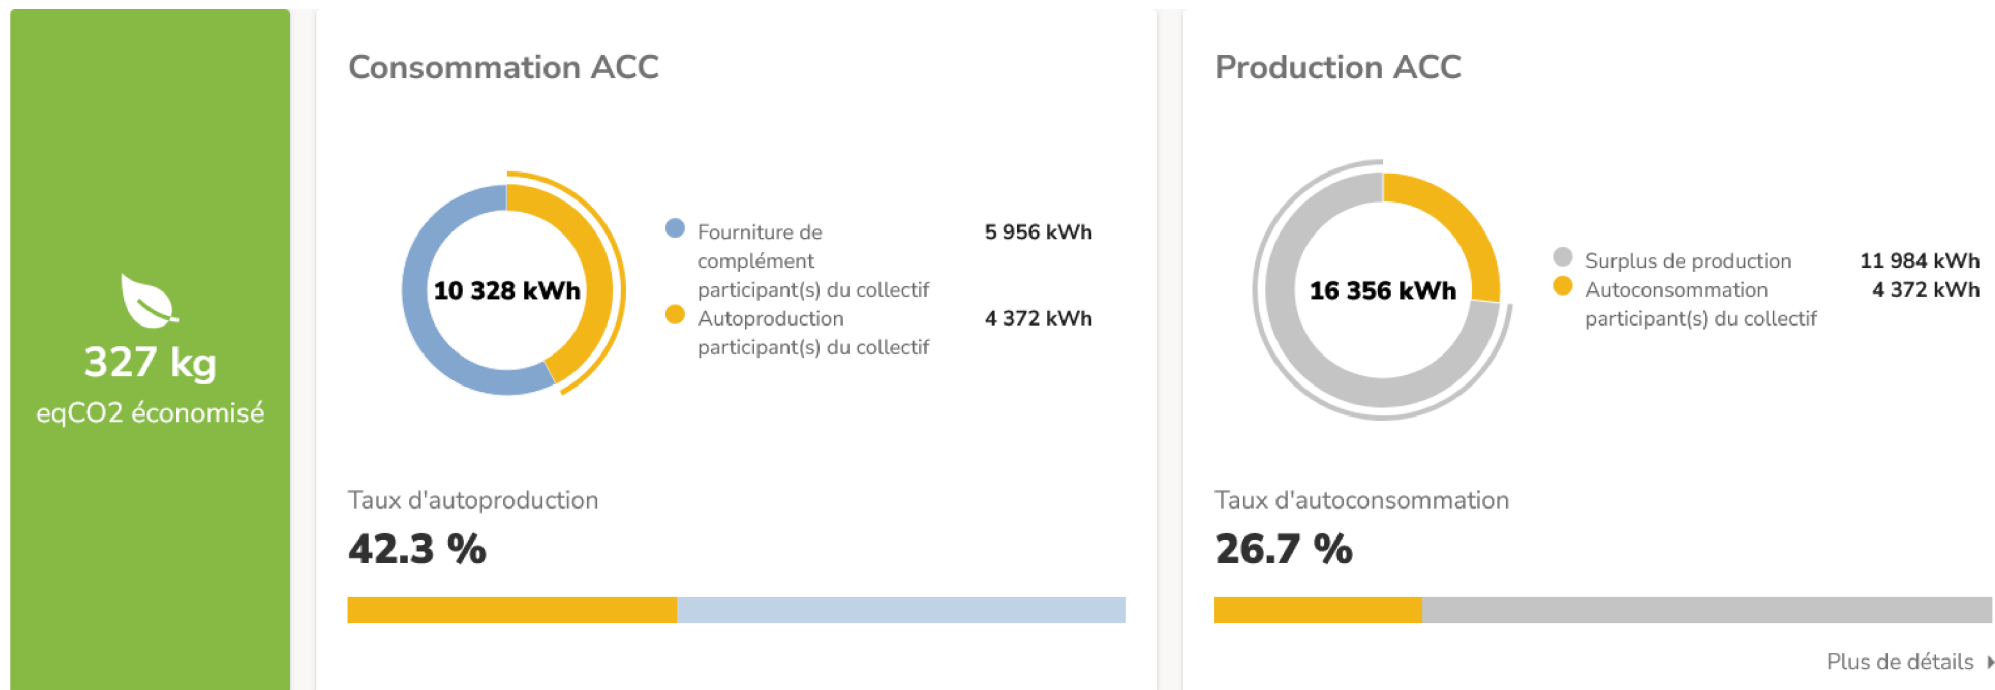 327 kg
eqCO2 économisé
Consommation ACC
10 328 kWh
Fourniture de 5 956 kWh
complément
participant(s) du collectif
Autoproduction 4 372 kWh
participant(s) du collectif
Taux d'autoproduction
42.3 %
Production ACC
16 356 kWh
Surplus de production 11 984 kWh
Autoconsommation 4 372 kWh
participant(s) du collectif
Taux d'autoconsommation
26.7 %
Plus de détails